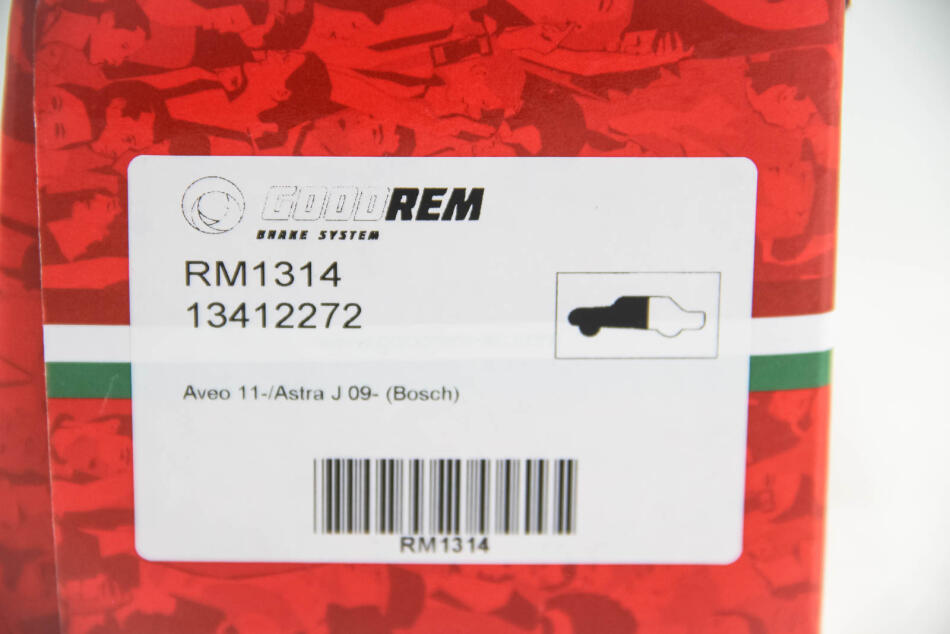 GOODREM
BRAKE SYSTEM
RM1314
13412272
Aveo 11-/Astra J 09- (Bosch)
RM1314